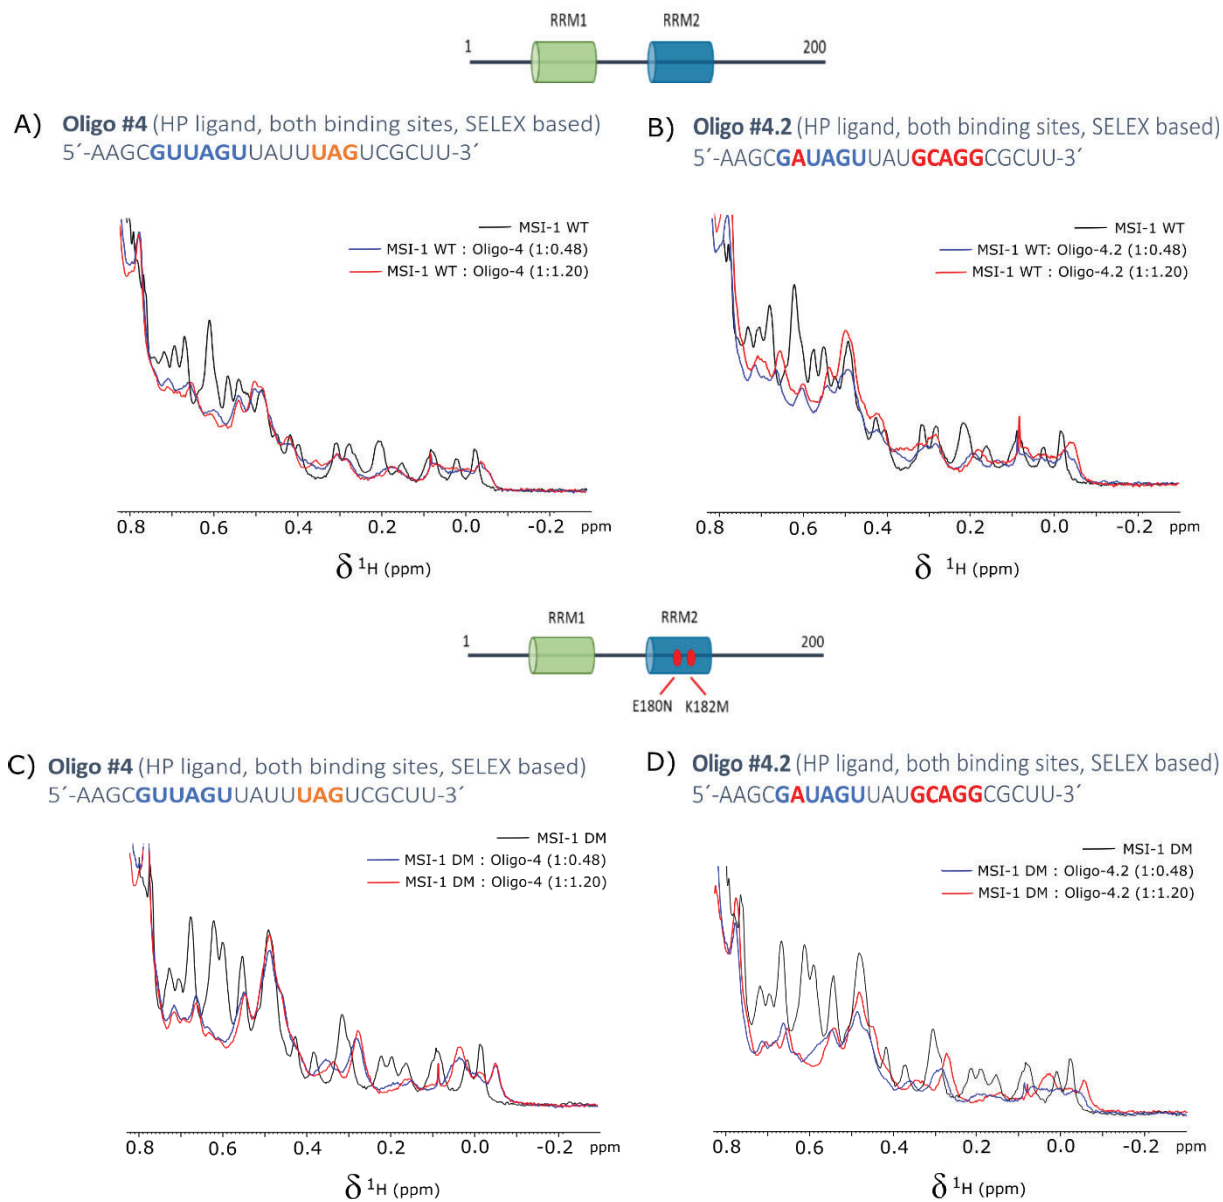 RRM1 RRM2
1 200
A) Oligo #4 (HP ligand, both binding sites, SELEX based)
5´-AAGCGUUAGUUAUUUAGUCGCUU-3´
MSI-1 WT
MSI-1 WT : Oligo-4 (1:0.48)
MSI-1 WT : Oligo-4 (1:1.20)
0.8 0.6 0.4 0.2 0.0 -0.2 ppm
δ ¹H (ppm)
B) Oligo #4.2 (HP ligand, both binding sites, SELEX based)
5´-AAGCGAUAGUUAUGCAGGCGCUU-3´
MSI-1 WT
MSI-1 WT: Oligo-4.2 (1:0.48)
MSI-1 WT : Oligo-4.2 (1:1.20)
0.8 0.6 0.4 0.2 0.0 -0.2 ppm
δ ¹H (ppm)
RRM1 RRM2
1 200
E180N K182M
C) Oligo #4 (HP ligand, both binding sites, SELEX based)
5´-AAGCGUUAGUUAUUUAGUCGCUU-3´
MSI-1 DM
MSI-1 DM : Oligo-4 (1:0.48)
MSI-1 DM : Oligo-4 (1:1.20)
0.8 0.6 0.4 0.2 0.0 -0.2 ppm
δ ¹H (ppm)
D) Oligo #4.2 (HP ligand, both binding sites, SELEX based)
5´-AAGCGAUAGUUAUGCAGGCGCUU-3´
MSI-1 DM
MSI-1 DM : Oligo-4.2 (1:0.48)
MSI-1 DM : Oligo-4.2 (1:1.20)
0.8 0.6 0.4 0.2 0.0 -0.2 ppm
δ ¹H (ppm)